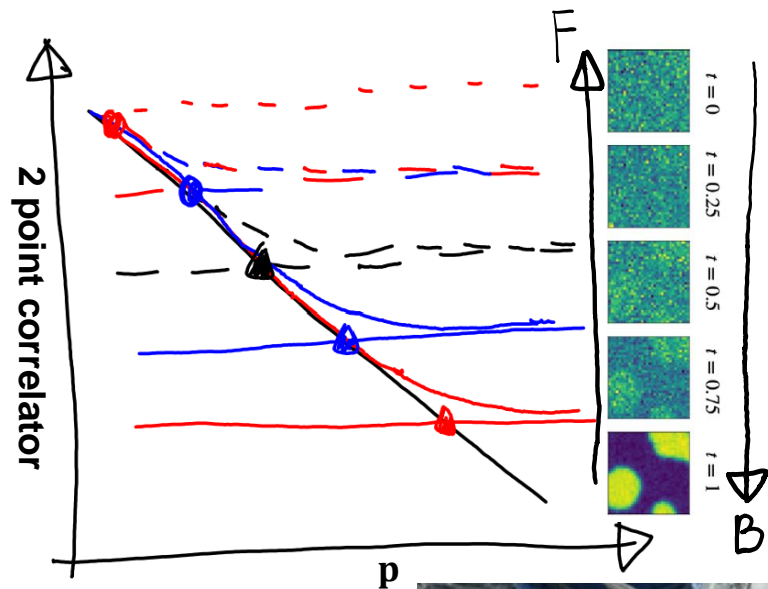 F
t = 0
t = 0.25
t = 0.5
t = 0.75
t = 1
B
2 point correlator
p